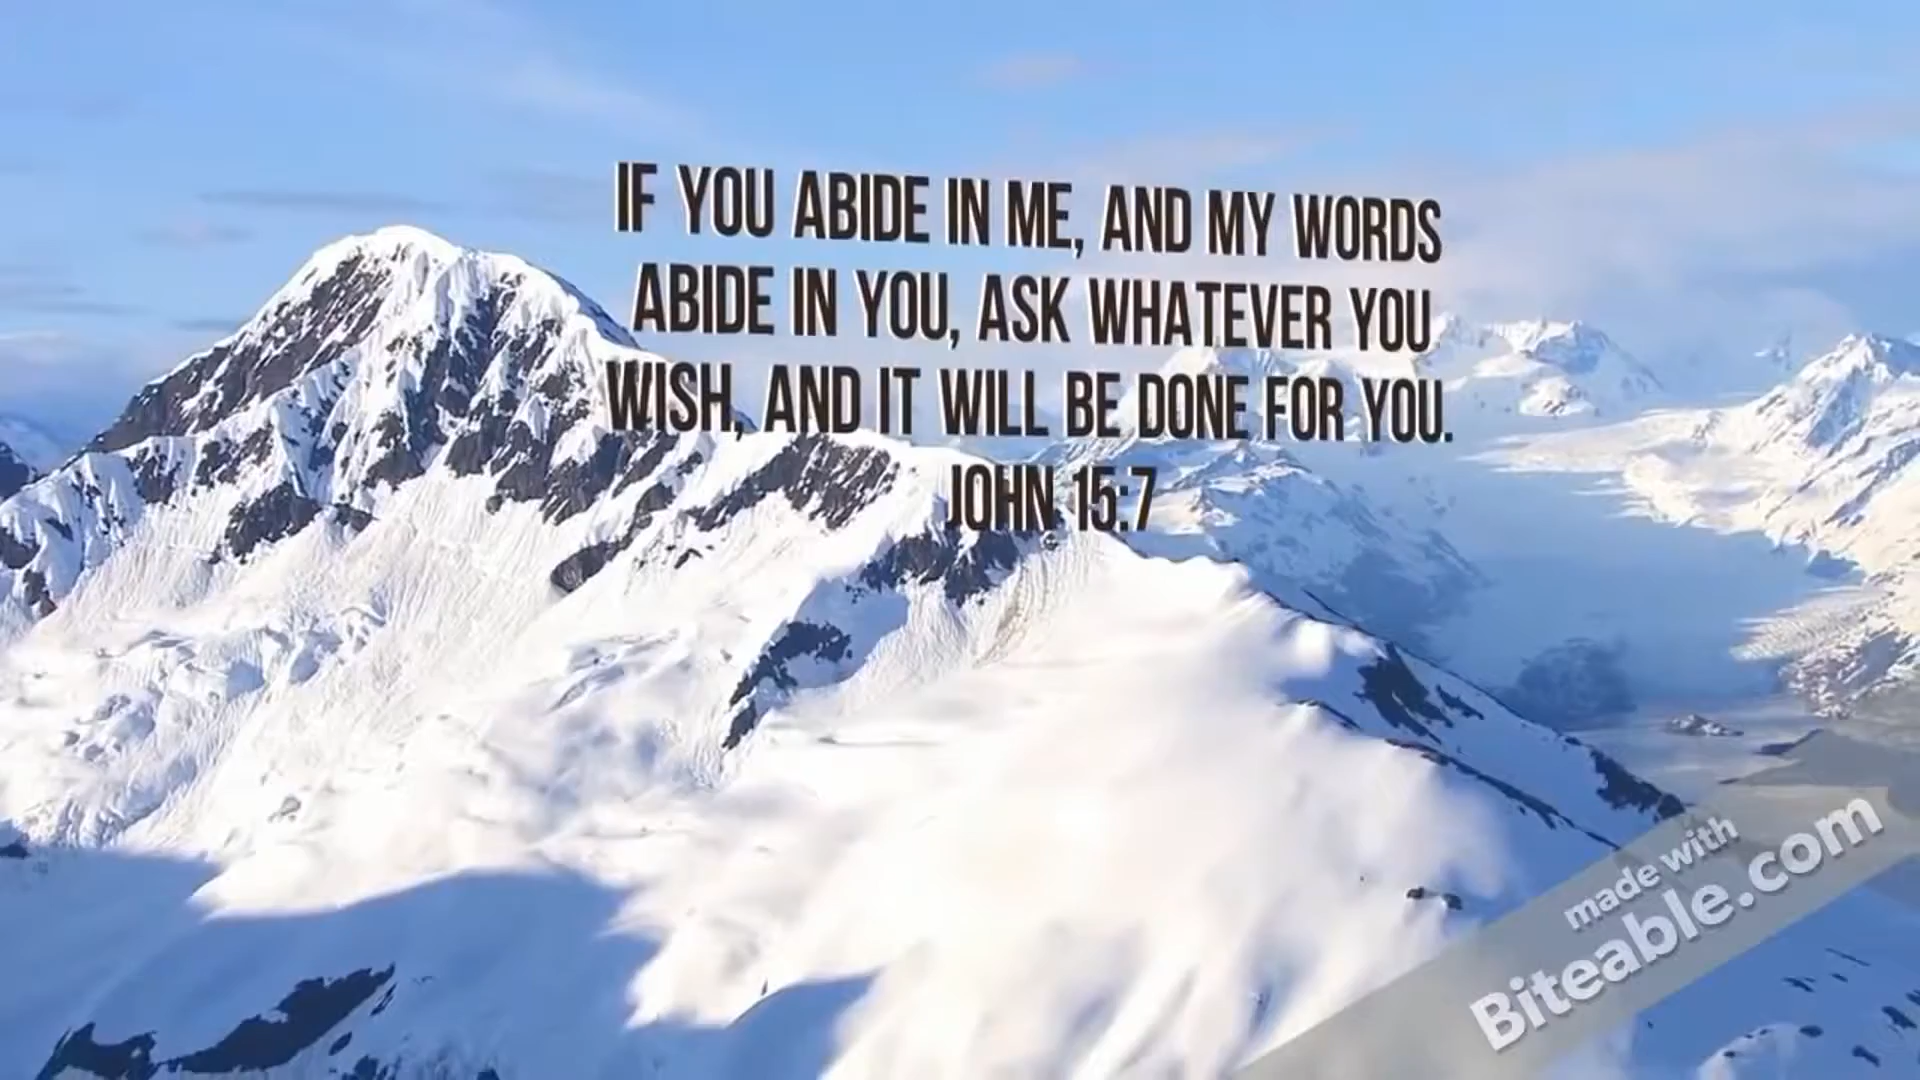 IF YOU ABIDE IN ME, AND MY WORDS
ABIDE IN YOU, ASK WHATEVER YOU
WISH, AND IT WILL BE DONE FOR YOU.
JOHN 15:7
made with
Biteable.com